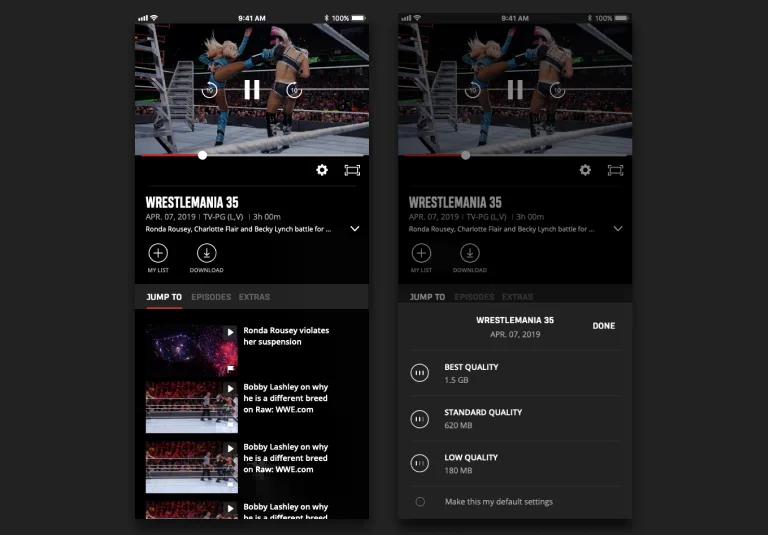 9:41 AM
100%
10
10
WRESTLEMANIA 35
APR. 07, 2019 | TV-PG (L,V) | 3h 00m
Ronda Rousey, Charlotte Flair and Becky Lynch battle for ...
MY LIST
DOWNLOAD
JUMP TO
EPISODES
EXTRAS
Ronda Rousey violates
her suspension
Bobby Lashley on why
he is a different breed
on Raw: WWE.com
Bobby Lashley on why
he is a different breed
on Raw: WWE.com
Bobby Lashley on why
he is a different breed
9:41 AM
100%
10
10
WRESTLEMANIA 35
APR. 07, 2019 | TV-PG (L,V) | 3h 00m
Ronda Rousey, Charlotte Flair and Becky Lynch battle for ...
MY LIST
DOWNLOAD
JUMP TO
EPISODES
EXTRAS
WRESTLEMANIA 35
APR. 07, 2019
DONE
BEST QUALITY
1.5 GB
STANDARD QUALITY
620 MB
LOW QUALITY
180 MB
Make this my default settings